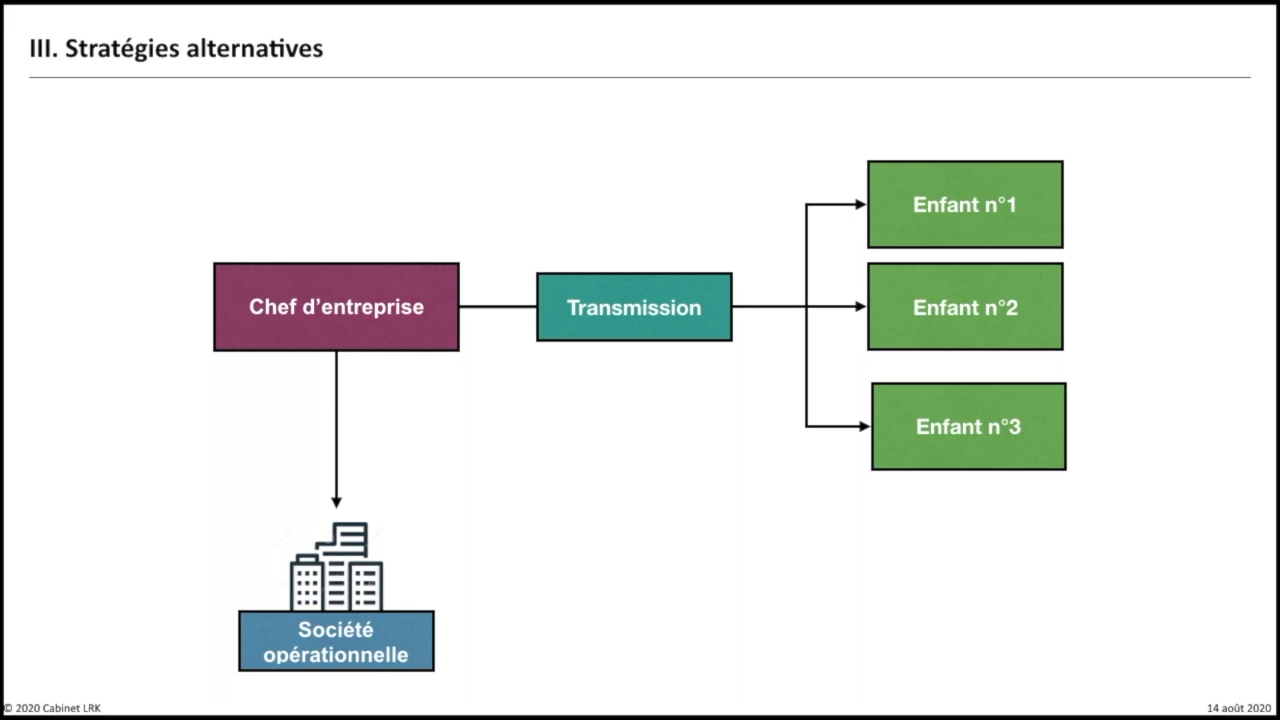 III. Stratégies alternatives
Enfant n°1
Chef d’entreprise
Transmission
Enfant n°2
Enfant n°3
Société
opérationnelle
© 2020 Cabinet LRK
14 août 2020